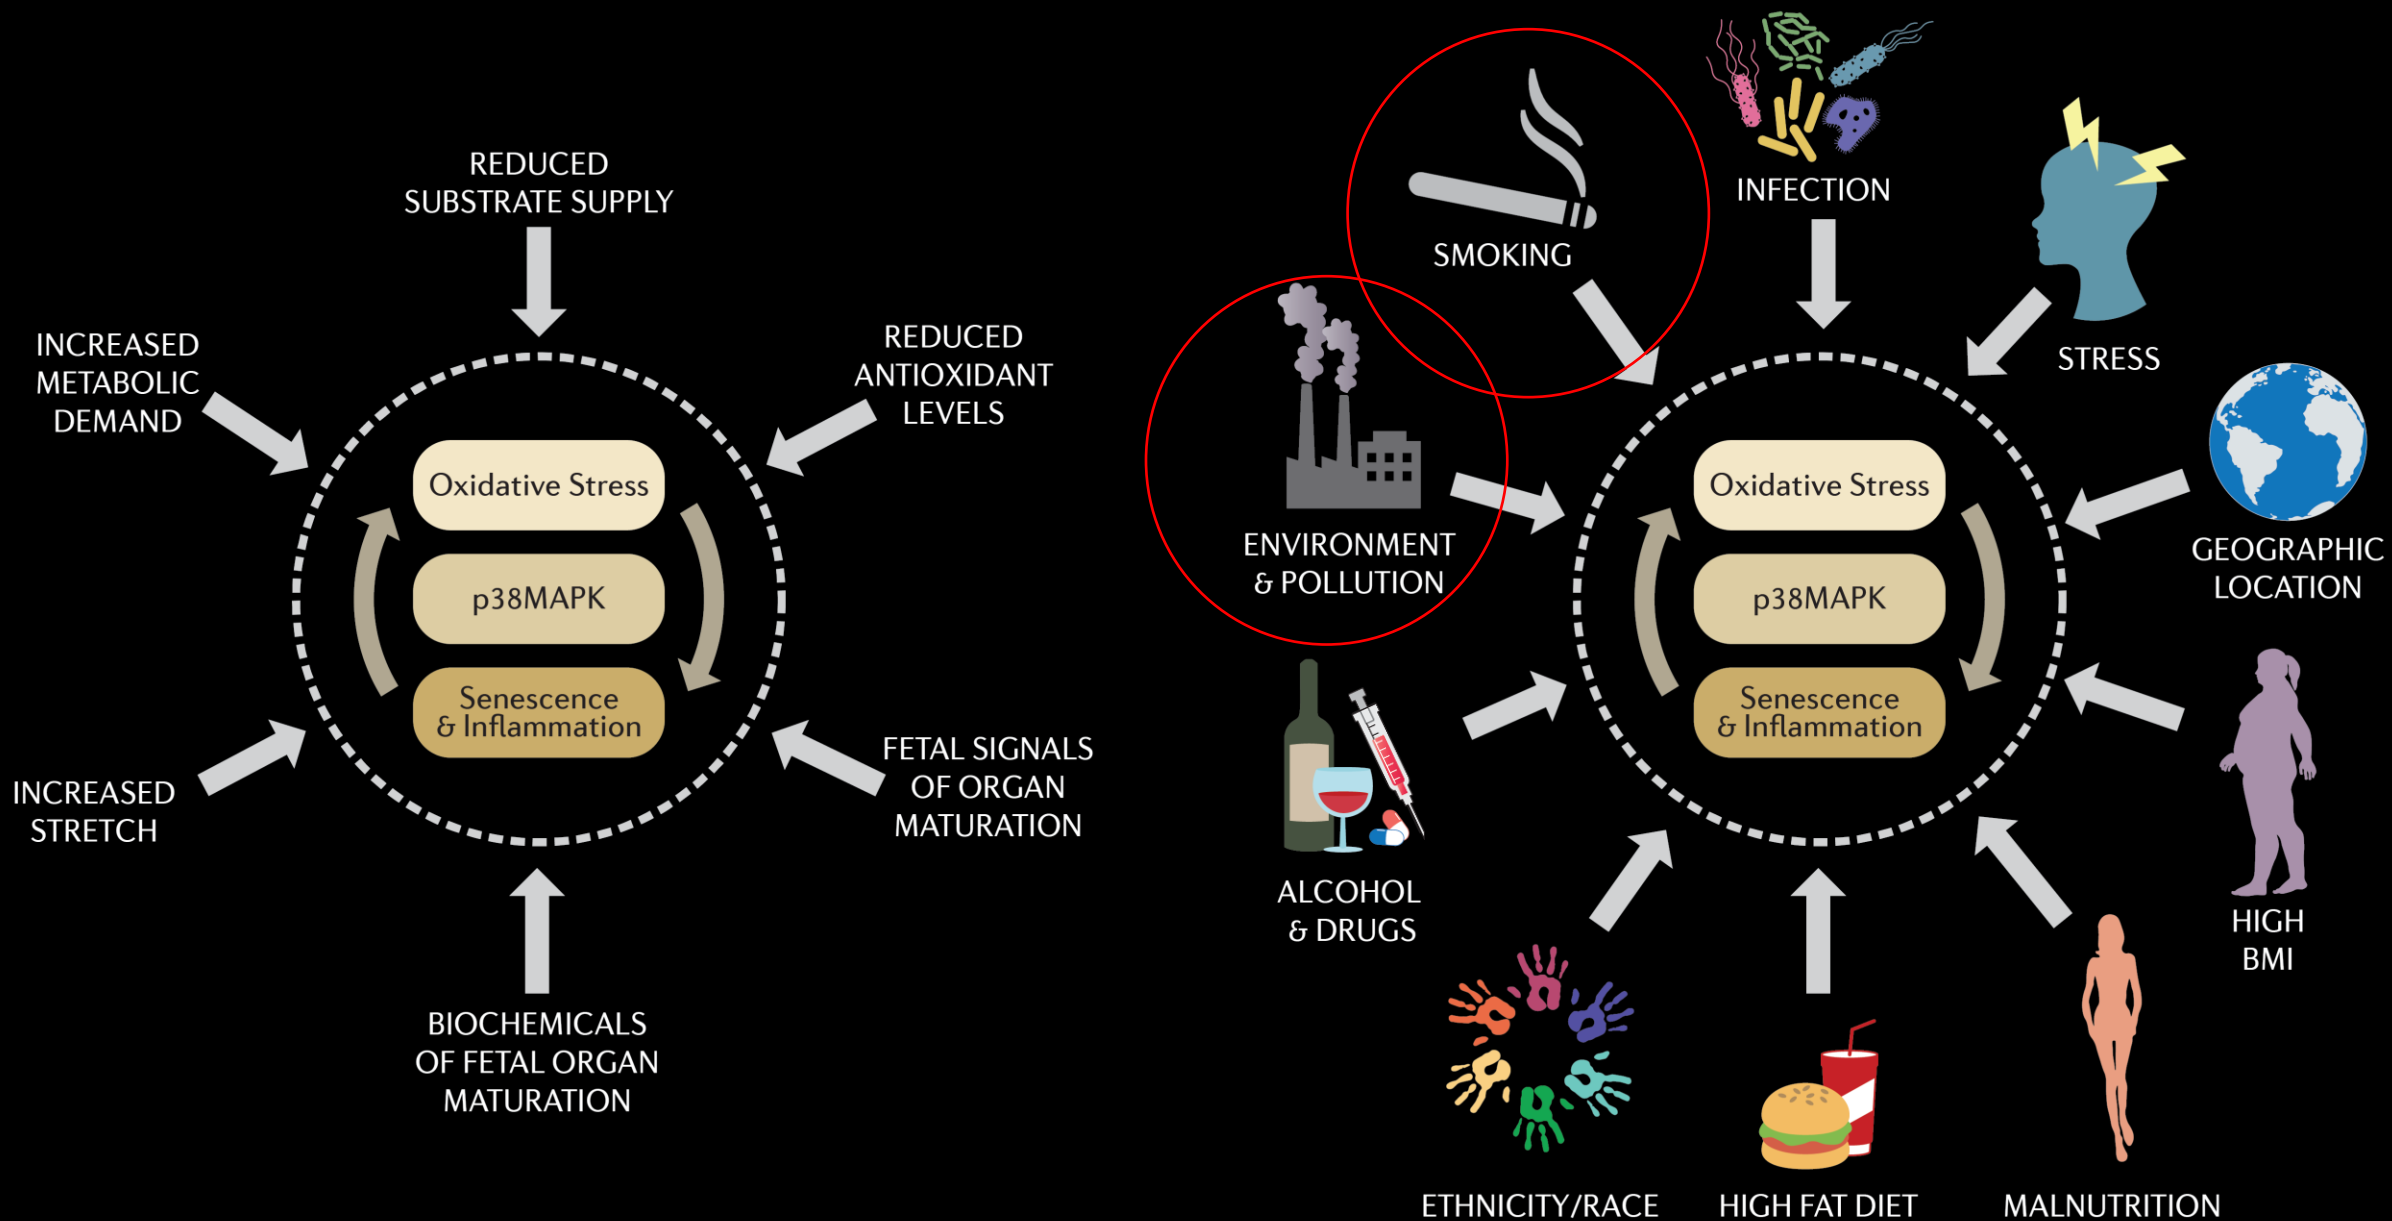 REDUCED
SUBSTRATE SUPPLY
INCREASED
METABOLIC
DEMAND
REDUCED
ANTIOXIDANT
LEVELS
Oxidative Stress
p38MAPK
Senescence
& Inflammation
INCREASED
STRETCH
FETAL SIGNALS
OF ORGAN
MATURATION
BIOCHEMICALS
OF FETAL ORGAN
MATURATION
INFECTION
SMOKING
STRESS
ENVIRONMENT
& POLLUTION
GEOGRAPHIC
LOCATION
Oxidative Stress
p38MAPK
Senescence
& Inflammation
ALCOHOL
& DRUGS
HIGH
BMI
ETHNICITY/RACE
HIGH FAT DIET
MALNUTRITION